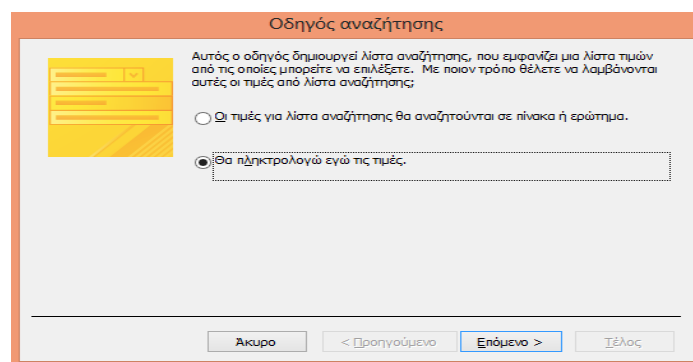 Οδηγός αναζήτησης
Αυτός ο οδηγός δημιουργεί λίστα αναζήτησης, που εμφανίζει μια λίστα τιμών
από τις οποίες μπορείτε να επιλέξετε. Με ποιον τρόπο θέλετε να λαμβάνονται
αυτές οι τιμές από λίστα αναζήτησης;
Οι τιμές για λίστα αναζήτησης θα αναζητούνται σε πίνακα ή ερώτημα.
Θα πληκτρολογώ εγώ τις τιμές.
Άκυρο
< Προηγούμενο
Επόμενο >
Τέλος